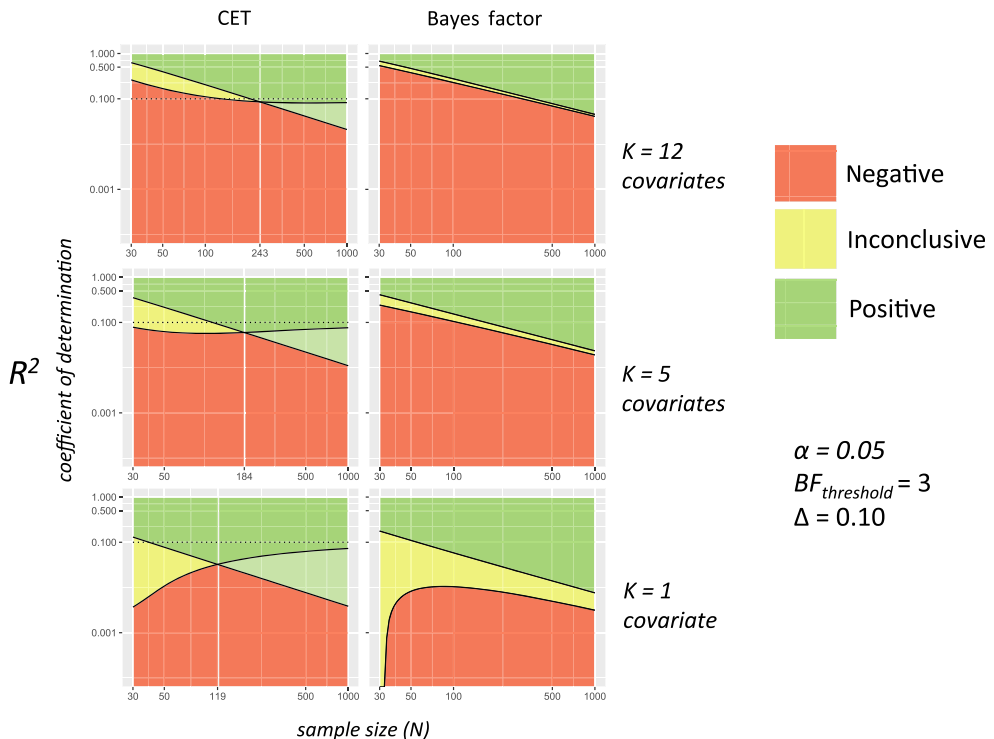 CET
Bayes factor
1.000
0.500
0.100
0.001
30 50 100 243 500 1000
30 50 100 500 1000
K = 12
covariates
Negative
Inconclusive
Positive
R²
coefficient of determination
1.000
0.500
0.100
0.001
30 50 184 500 1000
30 50 100 500 1000
K = 5
covariates
α = 0.05
BFthreshold = 3
Δ = 0.10
1.000
0.500
0.100
0.001
30 50 119 500 1000
30 50 100 500 1000
K = 1
covariate
sample size (N)